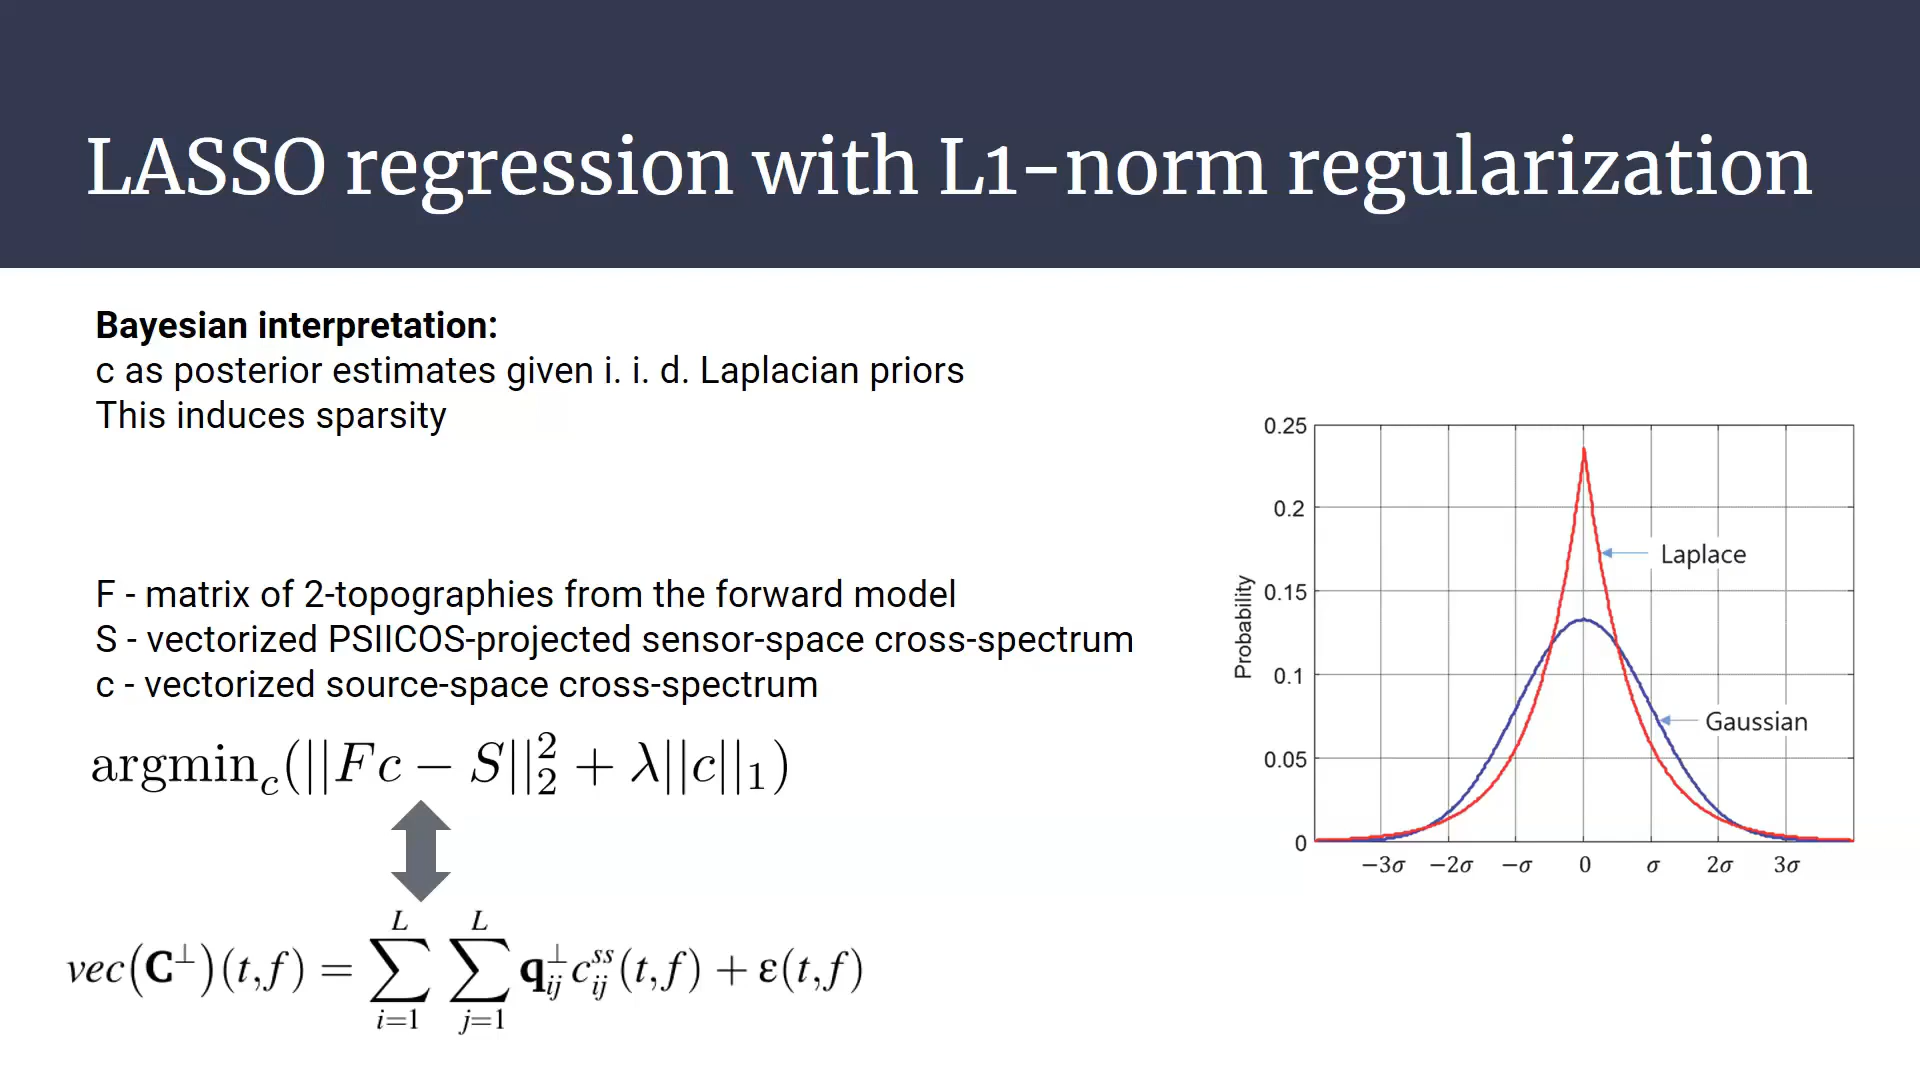 LASSO regression with L1-norm regularization
Bayesian interpretation:
c as posterior estimates given i. i. d. Laplacian priors
This induces sparsity
F - matrix of 2-topographies from the forward model
S - vectorized PSIICOS-projected sensor-space cross-spectrum
c - vectorized source-space cross-spectrum
argmin_c(||Fc − S||_2^2 + λ||c||_1)
vec(C^⊥)(t,f) = ∑_{i=1}^{L} ∑_{j=1}^{L} q_{ij}^⊥ c_{ij}^{ss}(t,f) + ε(t,f)
Probability
0.25
0.2
0.15
0.1
0.05
0
Laplace
Gaussian
−3σ −2σ −σ 0 σ 2σ 3σ